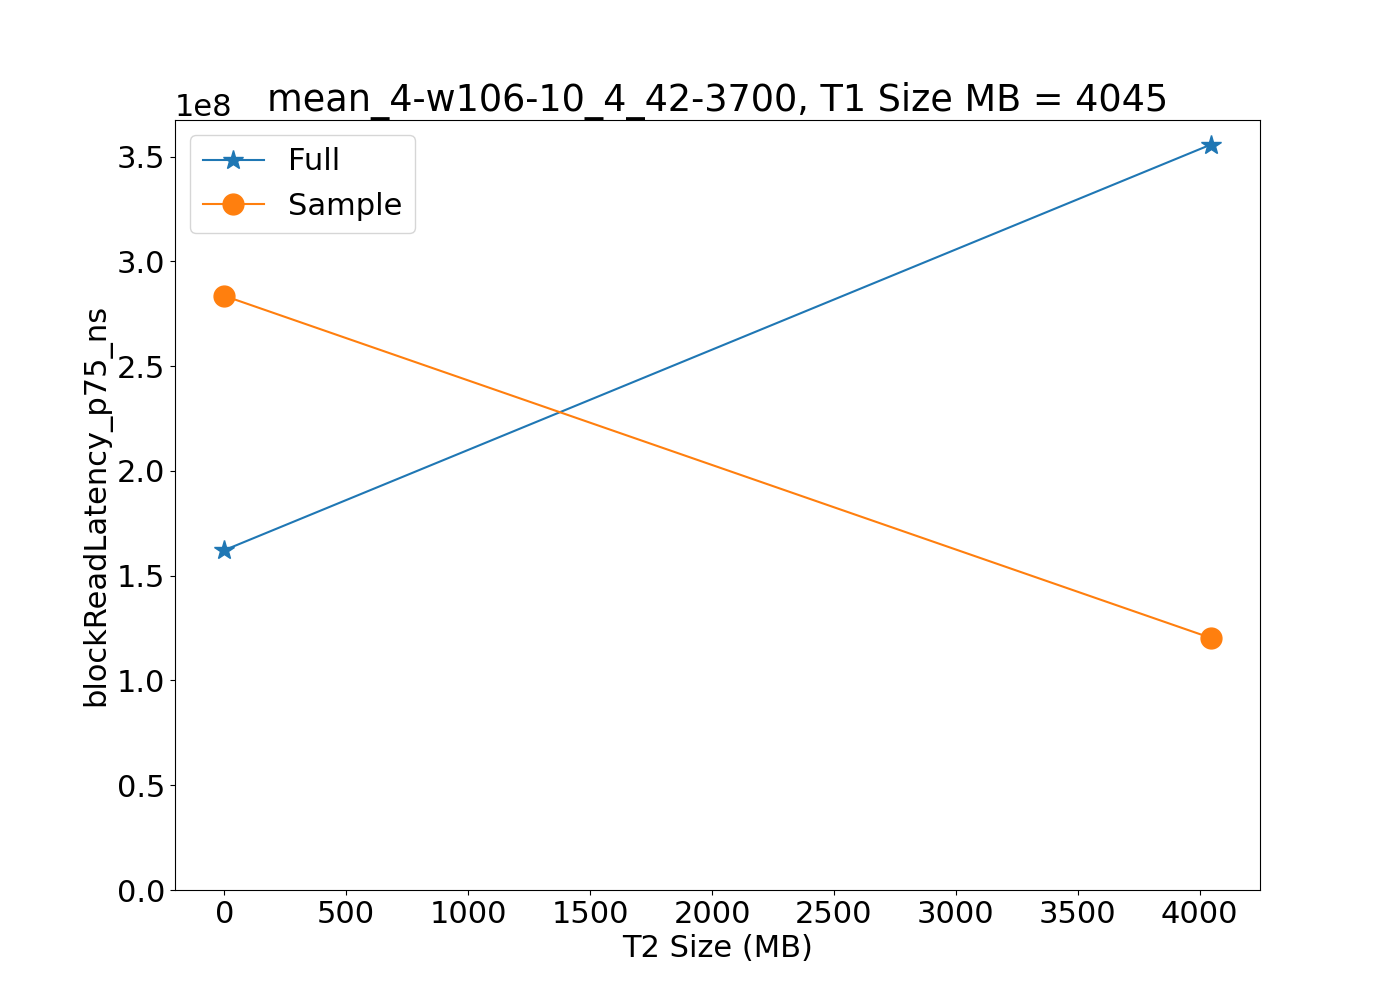 mean_4-w106-10_4_42-3700, T1 Size MB = 4045
1e8
Full
Sample
3.5
3.0
2.5
2.0
1.5
1.0
0.5
0.0
blockReadLatency_p75_ns
0 500 1000 1500 2000 2500 3000 3500 4000
T2 Size (MB)